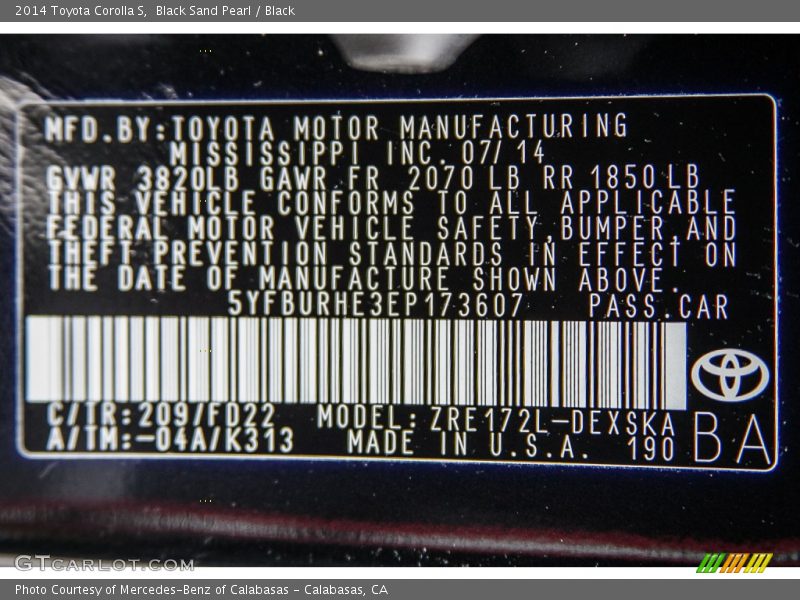 2014 Toyota Corolla S,  Black Sand Pearl / Black
MFD.BY:TOYOTA MOTOR MANUFACTURING
MISSISSIPPI INC. 07/14
GVWR 3820LB GAWR FR 2070 LB RR 1850 LB
THIS VEHICLE CONFORMS TO ALL APPLICABLE
FEDERAL MOTOR VEHICLE SAFETY,BUMPER,AND
THEFT PREVENTION STANDARDS IN EFFECT ON
THE DATE OF MANUFACTURE SHOWN ABOVE.
5YFBURHE3EP173607 PASS.CAR
C/TR:209/FD22 MODEL:ZRE172L-DEXSKA
A/TM:-04A/K313 MADE IN U.S.A. 190 BA
GTCARLOT.COM
Photo Courtesy of Mercedes-Benz of Calabasas - Calabasas, CA